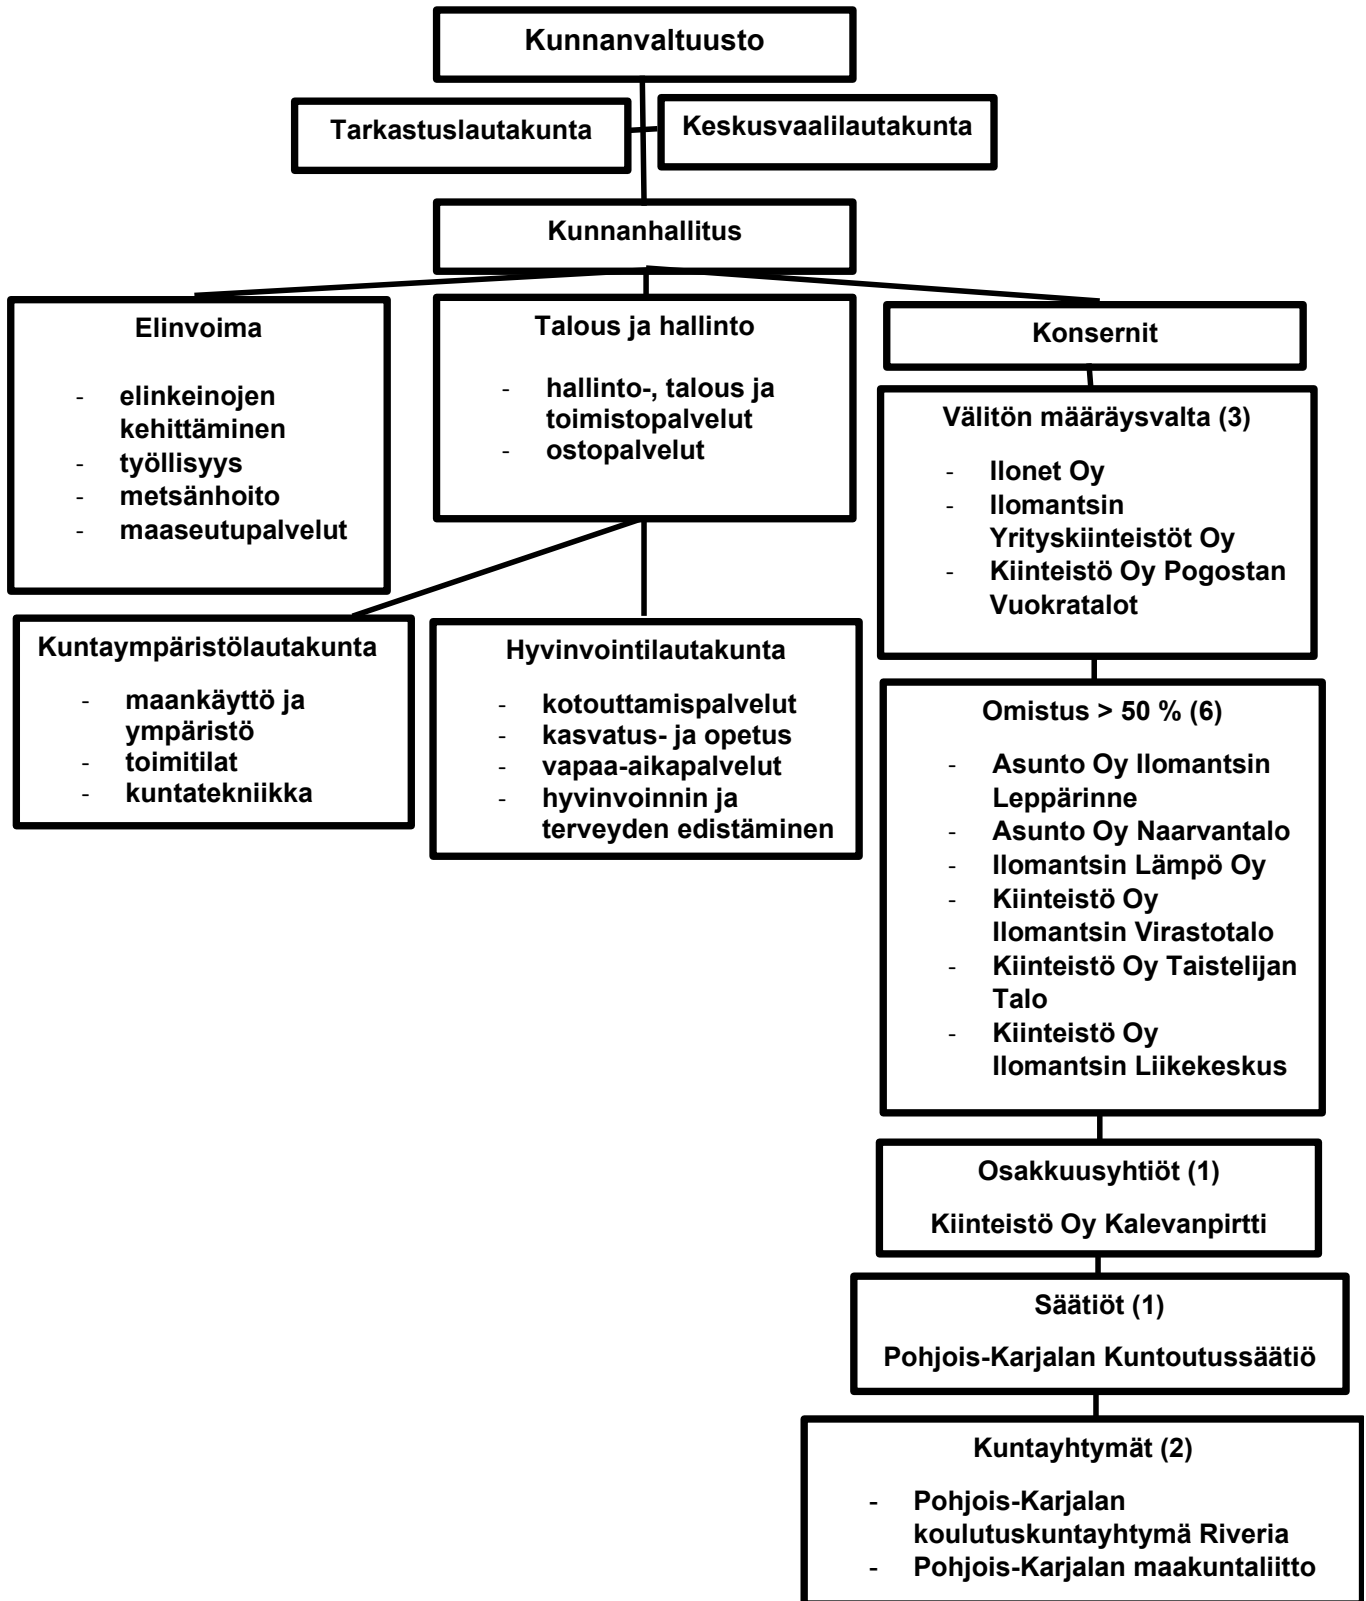 Kunnanvaltuusto
Tarkastuslautakunta
Keskusvaalilautakunta
Kunnanhallitus
Elinvoima
- elinkeinojen
kehittäminen
- työllisyys
- metsänhoito
- maaseutupalvelut
Talous ja hallinto
- hallinto-, talous ja
toimistopalvelut
- ostopalvelut
Konsernit
Välitön määräysvalta (3)
- Ilonet Oy
- Ilomantsin
Yrityskiinteistöt Oy
- Kiinteistö Oy Pogostan
Vuokratalot
Kuntaympäristölautakunta
- maankäyttö ja
ympäristö
- toimitilat
- kuntatekniikka
Hyvinvointilautakunta
- kotouttamispalvelut
- kasvatus- ja opetus
- vapaa-aikapalvelut
- hyvinvoinnin ja
terveyden edistäminen
Omistus > 50 % (6)
- Asunto Oy Ilomantsin
Leppärinne
- Asunto Oy Naarvantalo
- Ilomantsin Lämpö Oy
- Kiinteistö Oy
Ilomantsin Virastotalo
- Kiinteistö Oy Taistelijan
Talo
- Kiinteistö Oy
Ilomantsin Liikekeskus
Osakkuusyhtiöt (1)
Kiinteistö Oy Kalevanpirtti
Säätiöt (1)
Pohjois-Karjalan Kuntoutussäätiö
Kuntayhtymät (2)
- Pohjois-Karjalan
koulutuskuntayhtymä Riveria
- Pohjois-Karjalan maakuntaliitto